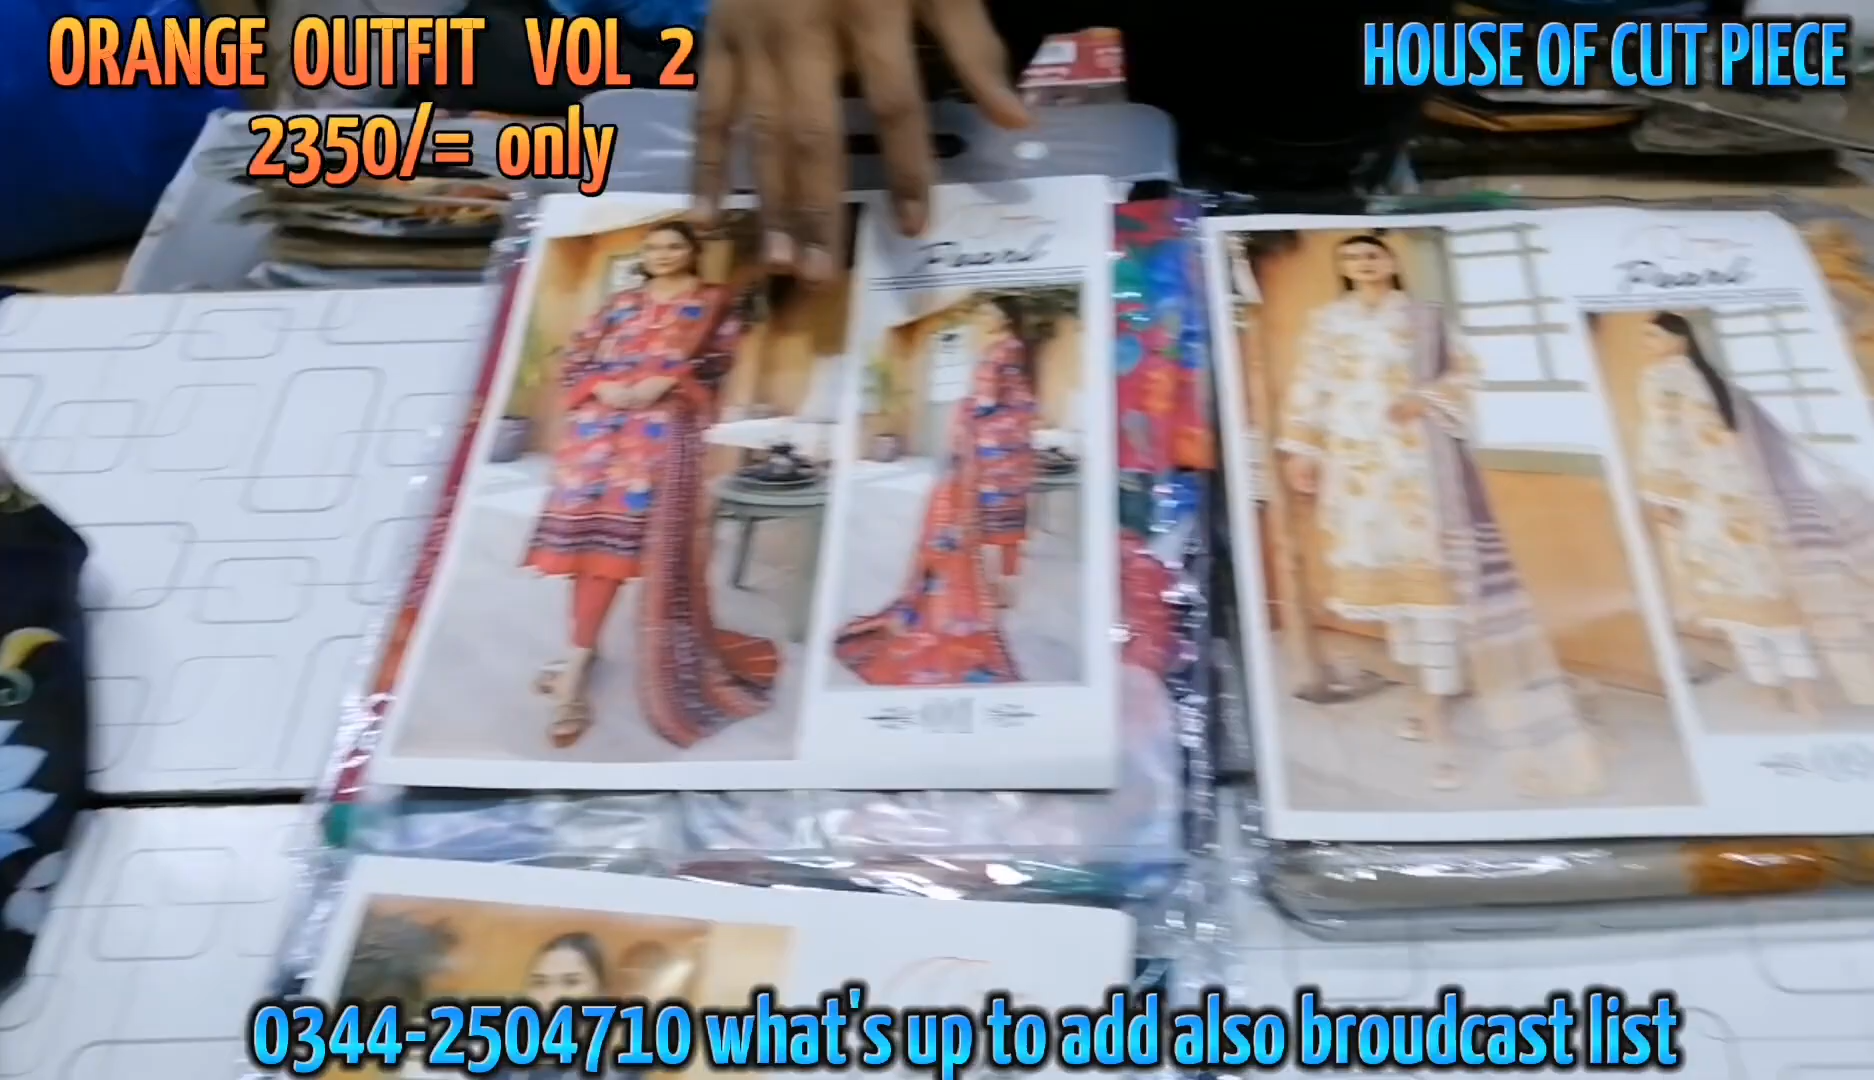 ORANGE OUTFIT VOL 2
2350/= only
HOUSE OF CUT PIECE
Pearl
Pearl
01
0344-2504710 what's up to add also broudcast list